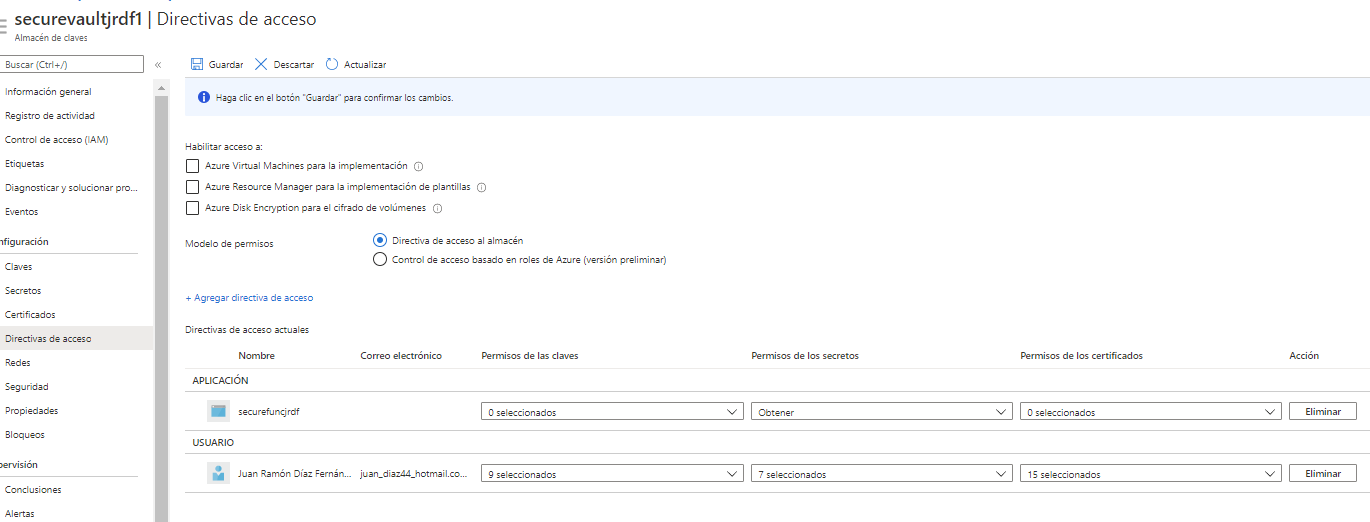 securevaultjrdf1 | Directivas de acceso
Almacén de claves
Buscar (Ctrl+/)
«
Guardar Descartar Actualizar
Información general
Registro de actividad
Control de acceso (IAM)
Etiquetas
Diagnosticar y solucionar pro...
Eventos
nfiguración
Claves
Secretos
Certificados
Directivas de acceso
Redes
Seguridad
Propiedades
Bloqueos
pervisión
Conclusiones
Alertas
Haga clic en el botón "Guardar" para confirmar los cambios.
Habilitar acceso a:
Azure Virtual Machines para la implementación
Azure Resource Manager para la implementación de plantillas
Azure Disk Encryption para el cifrado de volúmenes
Modelo de permisos
Directiva de acceso al almacén
Control de acceso basado en roles de Azure (versión preliminar)
+ Agregar directiva de acceso
Directivas de acceso actuales
Nombre Correo electrónico Permisos de las claves Permisos de los secretos Permisos de los certificados Acción
APLICACIÓN
securefuncjrdf 0 seleccionados Obtener 0 seleccionados Eliminar
USUARIO
Juan Ramón Díaz Fernán... juan_diaz44_hotmail.co... 9 seleccionados 7 seleccionados 15 seleccionados Eliminar